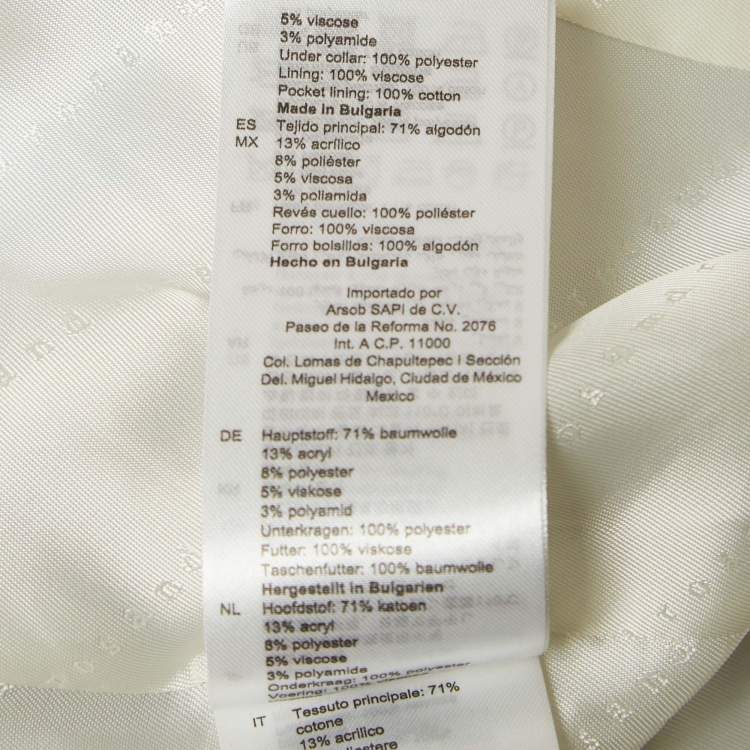 5% viscose
3% polyamide
Under collar: 100% polyester
Lining: 100% viscose
Pocket lining: 100% cotton
Made in Bulgaria
ES Tejido principal: 71% algodón
MX 13% acrílico
8% poliéster
5% viscosa
3% poliamida
Revés cuello: 100% poliéster
Forro: 100% viscosa
Forro bolsillos: 100% algodón
Hecho en Bulgaria
Importado por
Arsob SAPI de C.V.
Paseo de la Reforma No. 2076
Int. A C.P. 11000
Col. Lomas de Chapultepec I Sección
Del. Miguel Hidalgo, Ciudad de México
Mexico
DE Hauptstoff: 71% baumwolle
13% acryl
8% polyester
5% viskose
3% polyamid
Unterkragen: 100% polyester
Futter: 100% viskose
Taschenfutter: 100% baumwolle
Hergestellt in Bulgarien
NL Hoofdstof: 71% katoen
13% acryl
8% polyester
5% viscose
3% polyamide
Onderkraag: 100% polyester
Voering: 100%
IT Tessuto principale: 71%
cotone
13% acrilico